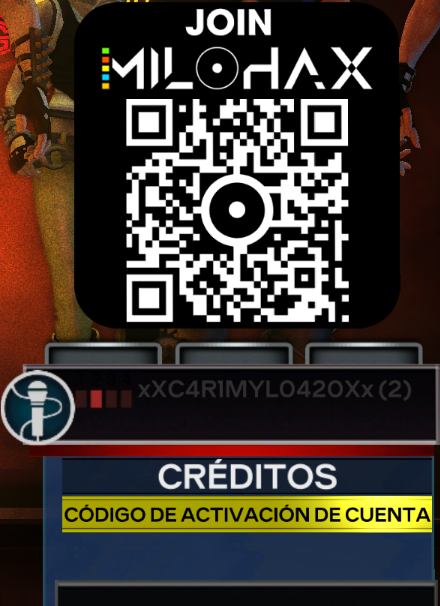 JOIN
MILOHAX
xXC4R1MYL0420Xx (2)
CRÉDITOS
CÓDIGO DE ACTIVACIÓN DE CUENTA